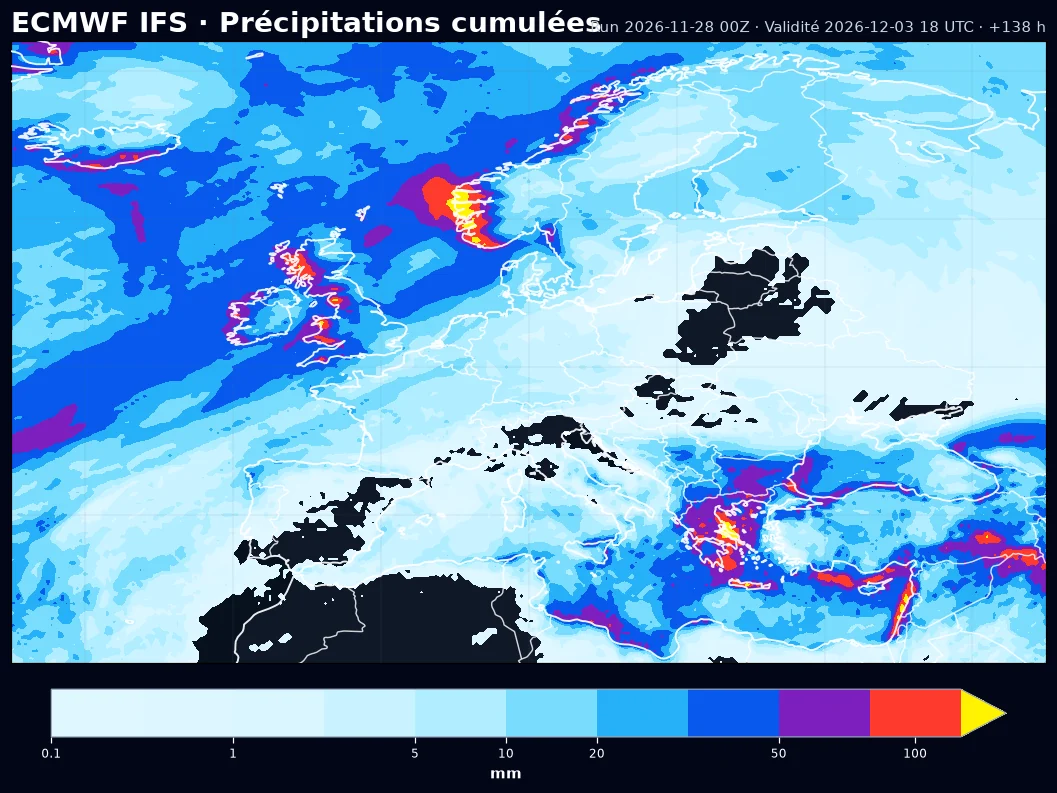 ECMWF IFS · Précipitations cumulées
Run 2026-11-28 00Z · Validité 2026-12-03 18 UTC · +138 h
0.1 1 5 10 20 50 100
mm